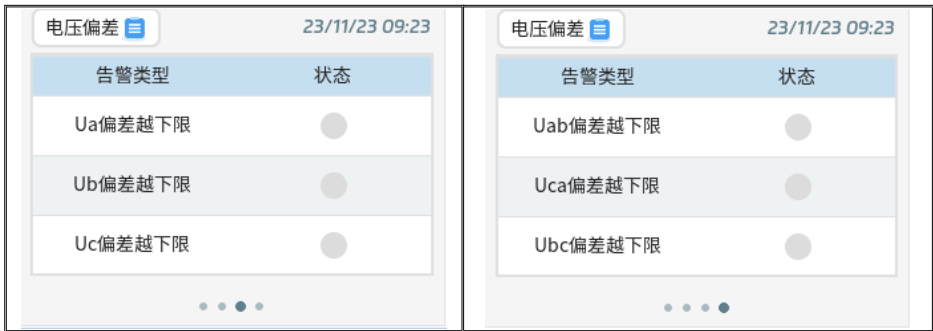 电压偏差 23/11/23 09:23
告警类型 状态
Ua偏差越下限
Ub偏差越下限
Uc偏差越下限
电压偏差 23/11/23 09:23
告警类型 状态
Uab偏差越下限
Uca偏差越下限
Ubc偏差越下限